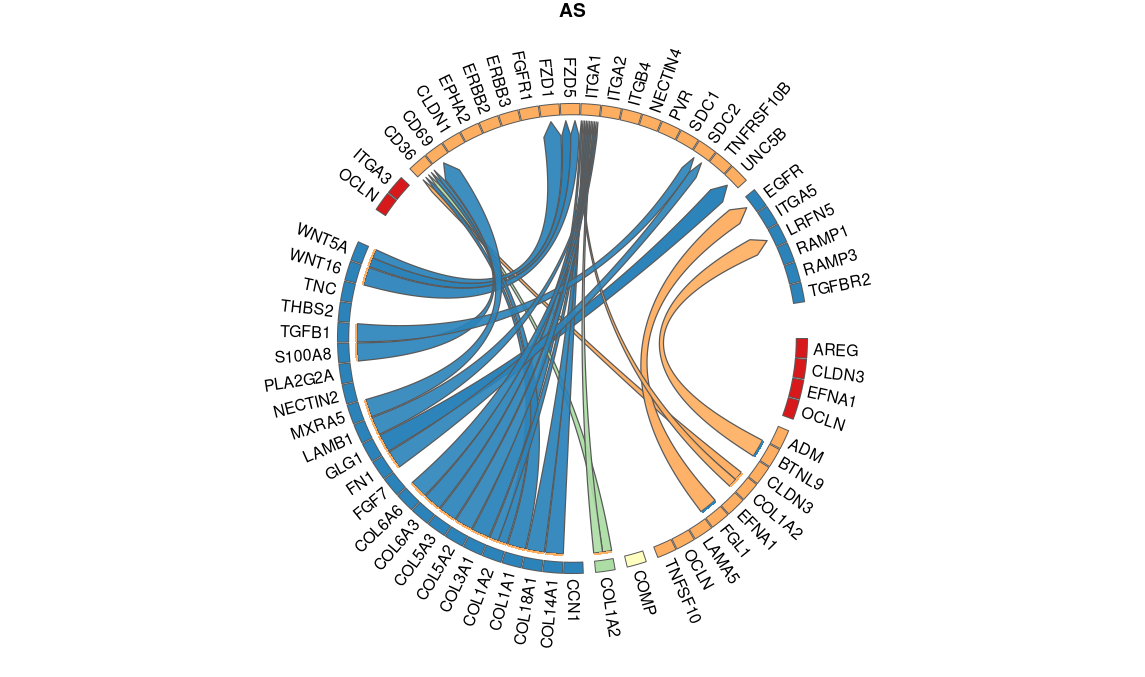 AS
ITGA3
OCLN
CD36
CD69
CLDN1
EPHA2
ERBB2
ERBB3
FGFR1
FZD1
FZD5
ITGA1
ITGA2
ITGB4
NECTIN4
PVR
SDC1
SDC2
TNFRSF10B
UNC5B
EGFR
ITGA5
LRFN5
RAMP1
RAMP3
TGFBR2
AREG
CLDN3
EFNA1
OCLN
ADM
BTNL9
CLDN3
COL1A2
EFNA1
FGL1
LAMA5
OCLN
TNFSF10
COMP
COL1A2
CCN1
COL14A1
COL18A1
COL1A1
COL1A2
COL3A1
COL5A2
COL5A3
COL6A3
COL6A6
FGF7
FN1
GLG1
LAMB1
MXRA5
NECTIN2
PLA2G2A
S100A8
TGFB1
THBS2
TNC
WNT16
WNT5A